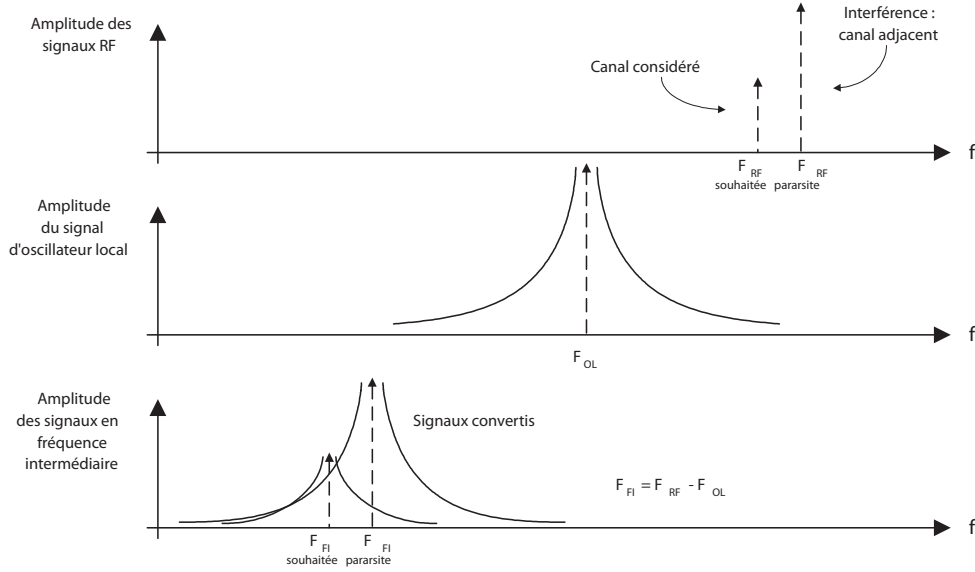 Amplitude des
signaux RF
Interférence :
canal adjacent
Canal considéré
f
F RF F RF
souhaitée pararsite
Amplitude
du signal
d'oscillateur local
f
F OL
Amplitude
des signaux en
fréquence
intermédiaire
Signaux convertis
F FI = F RF - F OL
f
F FI F FI
souhaitée pararsite